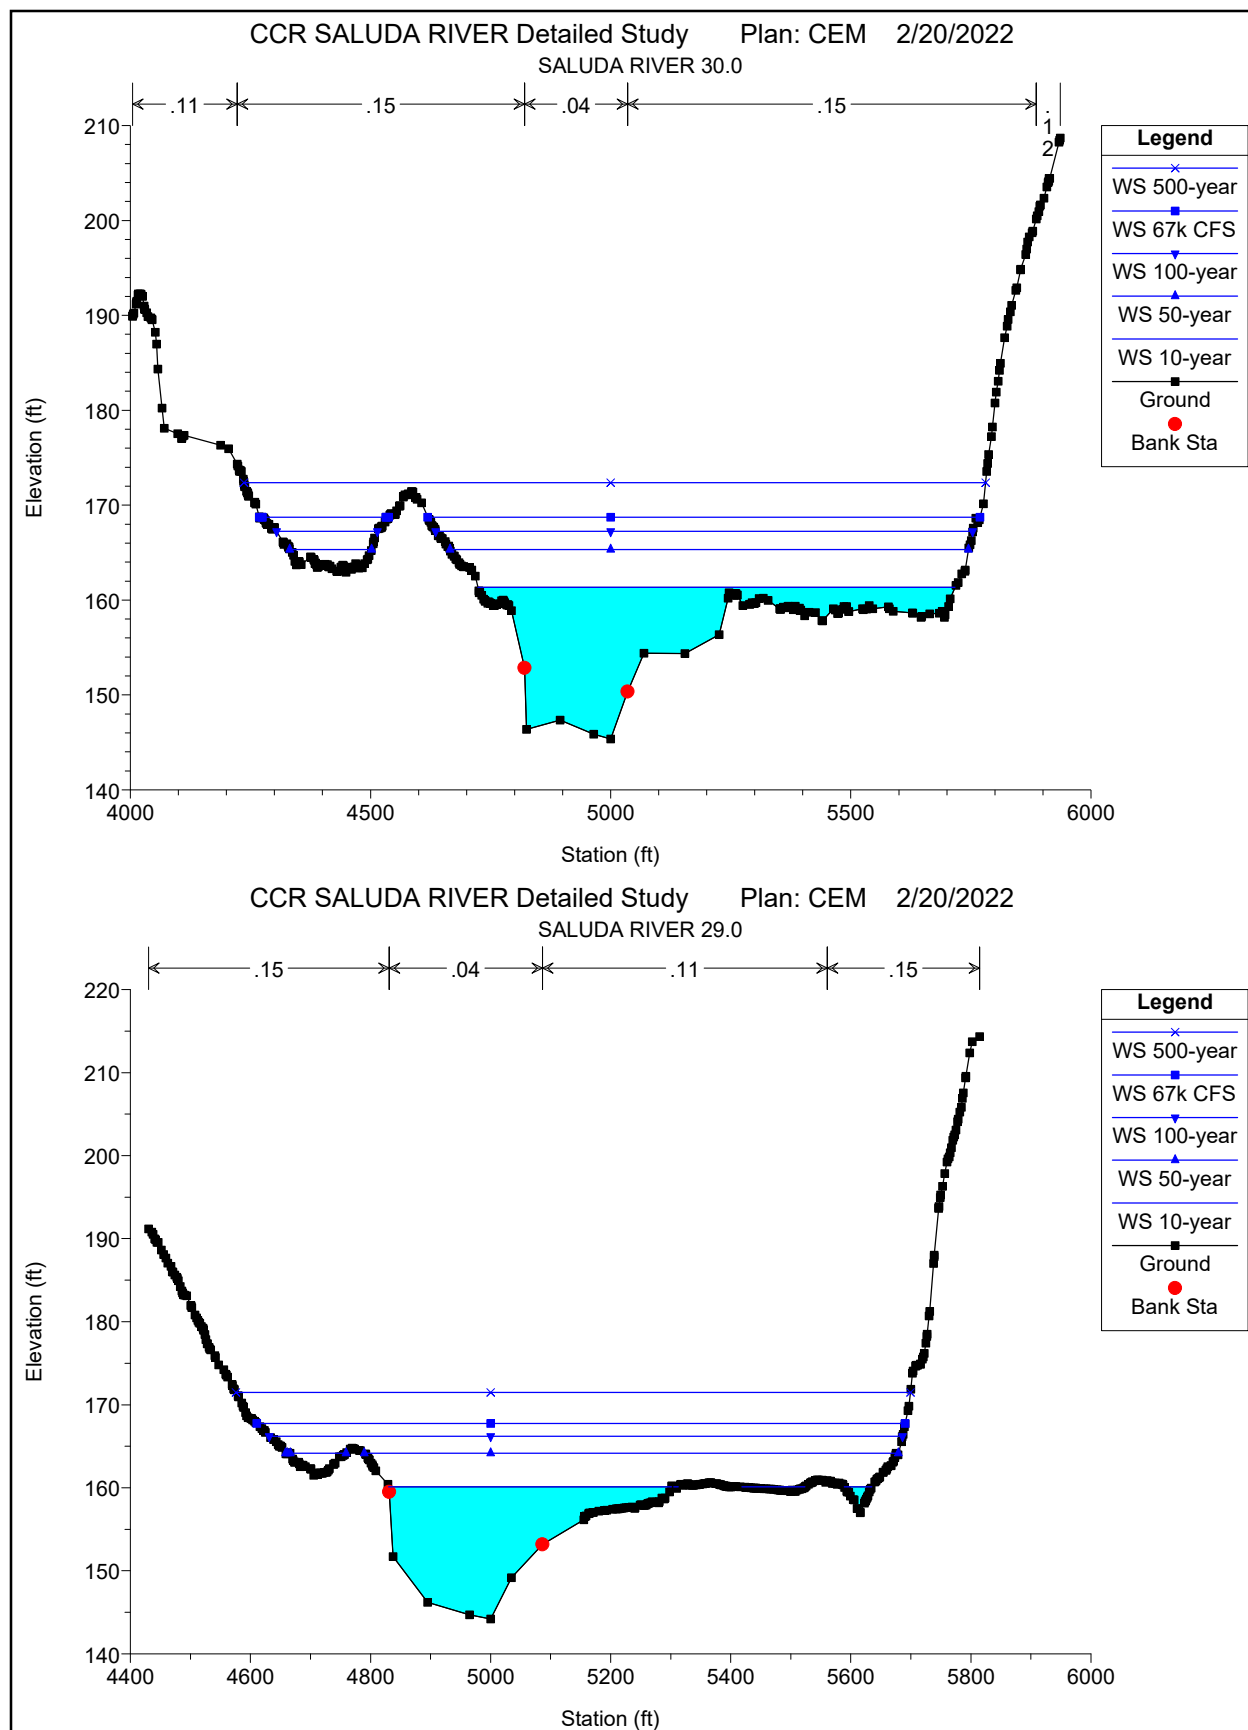 CCR SALUDA RIVER Detailed Study Plan: CEM 2/20/2022
SALUDA RIVER 30.0
.11 .15 .04 .15 .12
Elevation (ft)
210
200
190
180
170
160
150
140
4000 4500 5000 5500 6000
Station (ft)
Legend
WS 500-year
WS 67k CFS
WS 100-year
WS 50-year
WS 10-year
Ground
Bank Sta
CCR SALUDA RIVER Detailed Study Plan: CEM 2/20/2022
SALUDA RIVER 29.0
.15 .04 .11 .15
Elevation (ft)
220
210
200
190
180
170
160
150
140
4400 4600 4800 5000 5200 5400 5600 5800 6000
Station (ft)
Legend
WS 500-year
WS 67k CFS
WS 100-year
WS 50-year
WS 10-year
Ground
Bank Sta